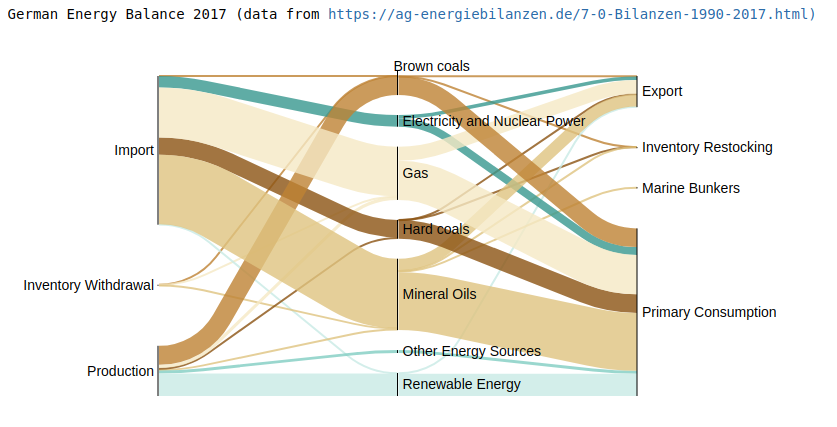 German Energy Balance 2017 (data from https://ag-energiebilanzen.de/7-0-Bilanzen-1990-2017.html)
Brown coals
Export
Electricity and Nuclear Power
Import
Inventory Restocking
Gas
Marine Bunkers
Hard coals
Inventory Withdrawal
Mineral Oils
Primary Consumption
Other Energy Sources
Production
Renewable Energy